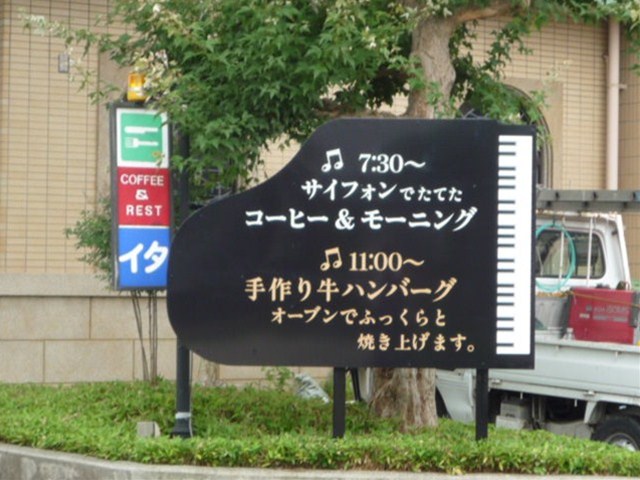 COFFEE
&
REST
イタ
7:30～
サイフォンでたてた
コーヒー & モーニング
11:00～
手作り牛ハンバーグ
オーブンでふっくらと
焼き上げます。